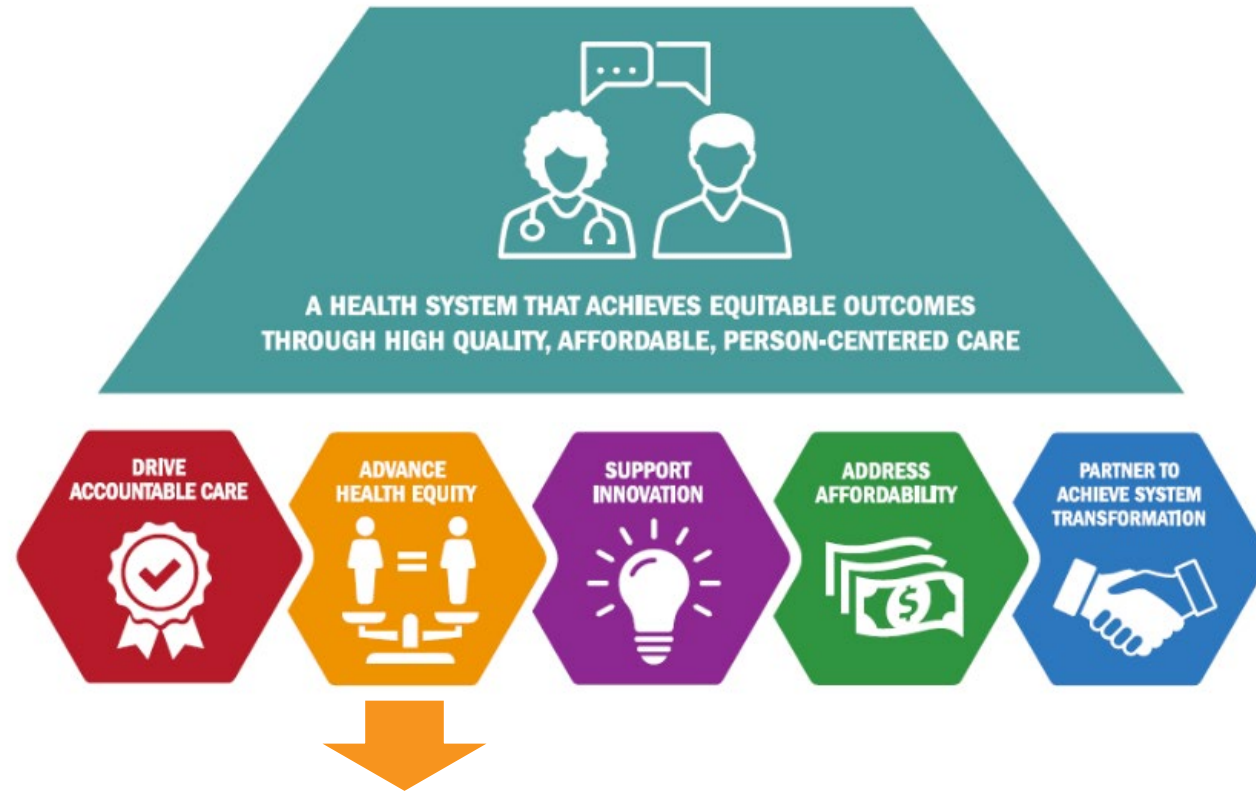 A HEALTH SYSTEM THAT ACHIEVES EQUITABLE OUTCOMES
THROUGH HIGH QUALITY, AFFORDABLE, PERSON-CENTERED CARE
DRIVE
ACCOUNTABLE CARE
ADVANCE
HEALTH EQUITY
SUPPORT
INNOVATION
ADDRESS
AFFORDABILITY
PARTNER TO
ACHIEVE SYSTEM
TRANSFORMATION